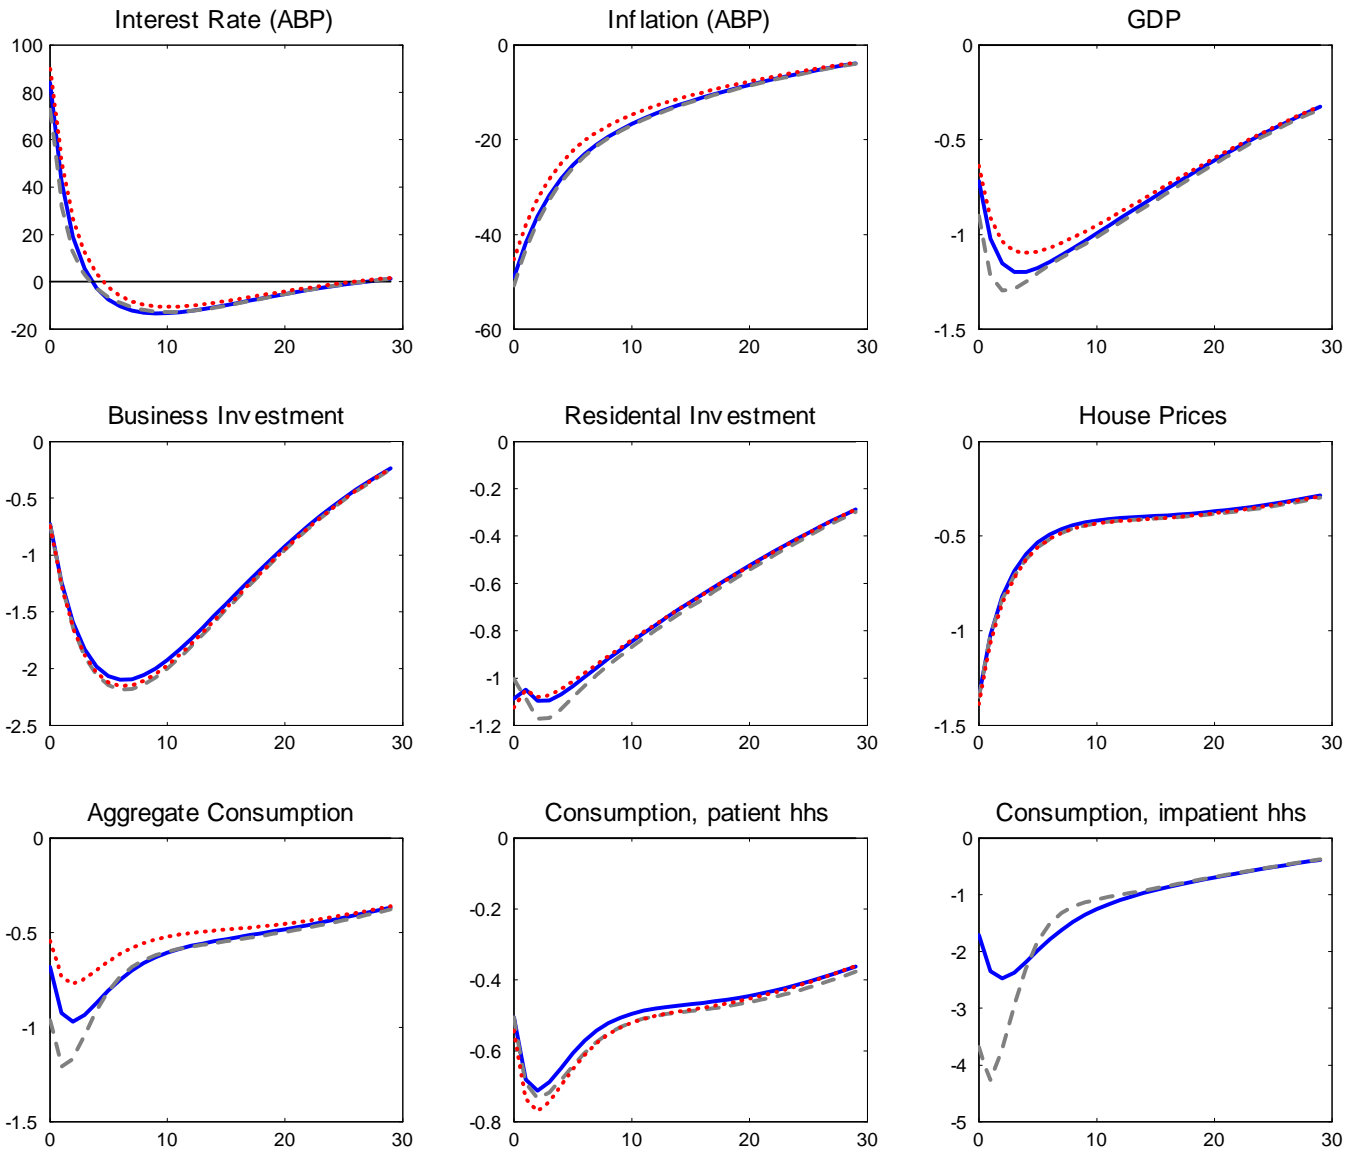 Interest Rate (ABP) Inflation (ABP) GDP
100 0 0
80
60 -20 -0.5
40
20 -40 -1
0
-20 -60 -1.5
0 10 20 30 0 10 20 30 0 10 20 30
Business Investment Residental Investment House Prices
0 0 0
-0.5 -0.2
-0.4 -0.5
-1
-0.6
-1.5
-0.8 -1
-2 -1
-2.5 -1.2 -1.5
0 10 20 30 0 10 20 30 0 10 20 30
Aggregate Consumption Consumption, patient hhs Consumption, impatient hhs
0 0 0
-0.2 -1
-0.5
-2
-0.4
-3
-1
-0.6
-4
-1.5 -0.8 -5
0 10 20 30 0 10 20 30 0 10 20 30